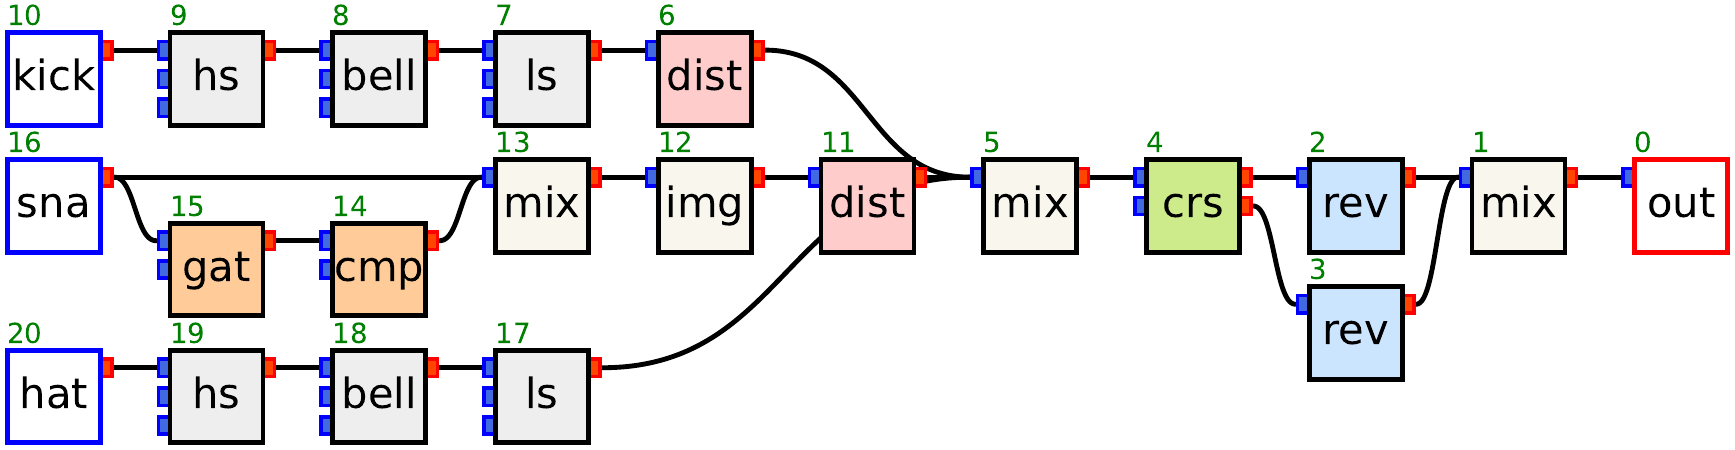 10 9 8 7 6
kick hs bell ls dist
16 13 12 11 5 4 2 1 0
sna mix img dist mix crs rev mix out
15 14
gat cmp
3
rev
20 19 18 17
hat hs bell ls